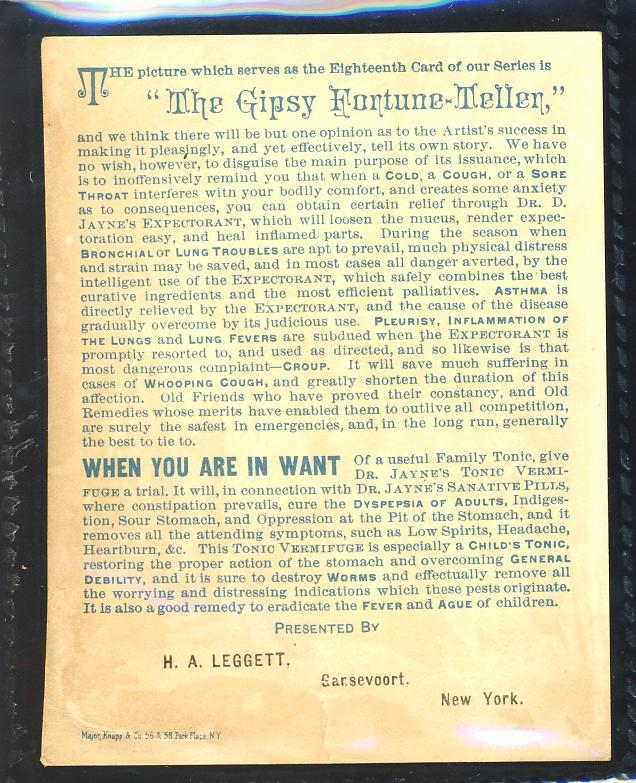 THE picture which serves as the Eighteenth Card of our Series is
"The Gipsy Fortune-Teller,"
and we think there will be but one opinion as to the Artist's success in
making it pleasingly, and yet effectively, tell its own story. We have
no wish, however, to disguise the main purpose of its issuance, which
is to inoffensively remind you that when a COLD, a COUGH, or a SORE
THROAT interferes with your bodily comfort, and creates some anxiety
as to consequences, you can obtain certain relief through DR. D.
JAYNE'S EXPECTORANT, which will loosen the mucus, render expec-
toration easy, and heal inflamed parts. During the season when
BRONCHIAL or LUNG TROUBLES are apt to prevail, much physical distress
and strain may be saved, and in most cases all danger averted, by the
intelligent use of the EXPECTORANT, which safely combines the best
curative ingredients and the most efficient palliatives. ASTHMA is
directly relieved by the EXPECTORANT, and the cause of the disease
gradually overcome by its judicious use. PLEURISY, INFLAMMATION OF
THE LUNGS and LUNG FEVERS are subdued when the EXPECTORANT is
promptly resorted to, and used as directed, and so likewise is that
most dangerous complaint—CROUP. It will save much suffering in
cases of WHOOPING COUGH, and greatly shorten the duration of this
affection. Old Friends who have proved their constancy, and Old
Remedies whose merits have enabled them to outlive all competition,
are surely the safest in emergencies, and, in the long run, generally
the best to tie to.
WHEN YOU ARE IN WANT Of a useful Family Tonic, give
DR. JAYNE'S TONIC VERMI-
FUGE a trial. It will, in connection with DR. JAYNE'S SANATIVE PILLS,
where constipation prevails, cure the DYSPEPSIA OF ADULTS, Indiges-
tion, Sour Stomach, and Oppression at the Pit of the Stomach, and it
removes all the attending symptoms, such as Low Spirits, Headache,
Heartburn, &c. This TONIC VERMIFUGE is especially a CHILD'S TONIC,
restoring the proper action of the stomach and overcoming GENERAL
DEBILITY, and it is sure to destroy WORMS and effectually remove all
the worrying and distressing indications which these pests originate.
It is also a good remedy to eradicate the FEVER and AGUE of children.
PRESENTED BY
H. A. LEGGETT,
Gansevoort,
New York.
Major, Knapp & Co. 56 & 58 Park Place, N.Y.